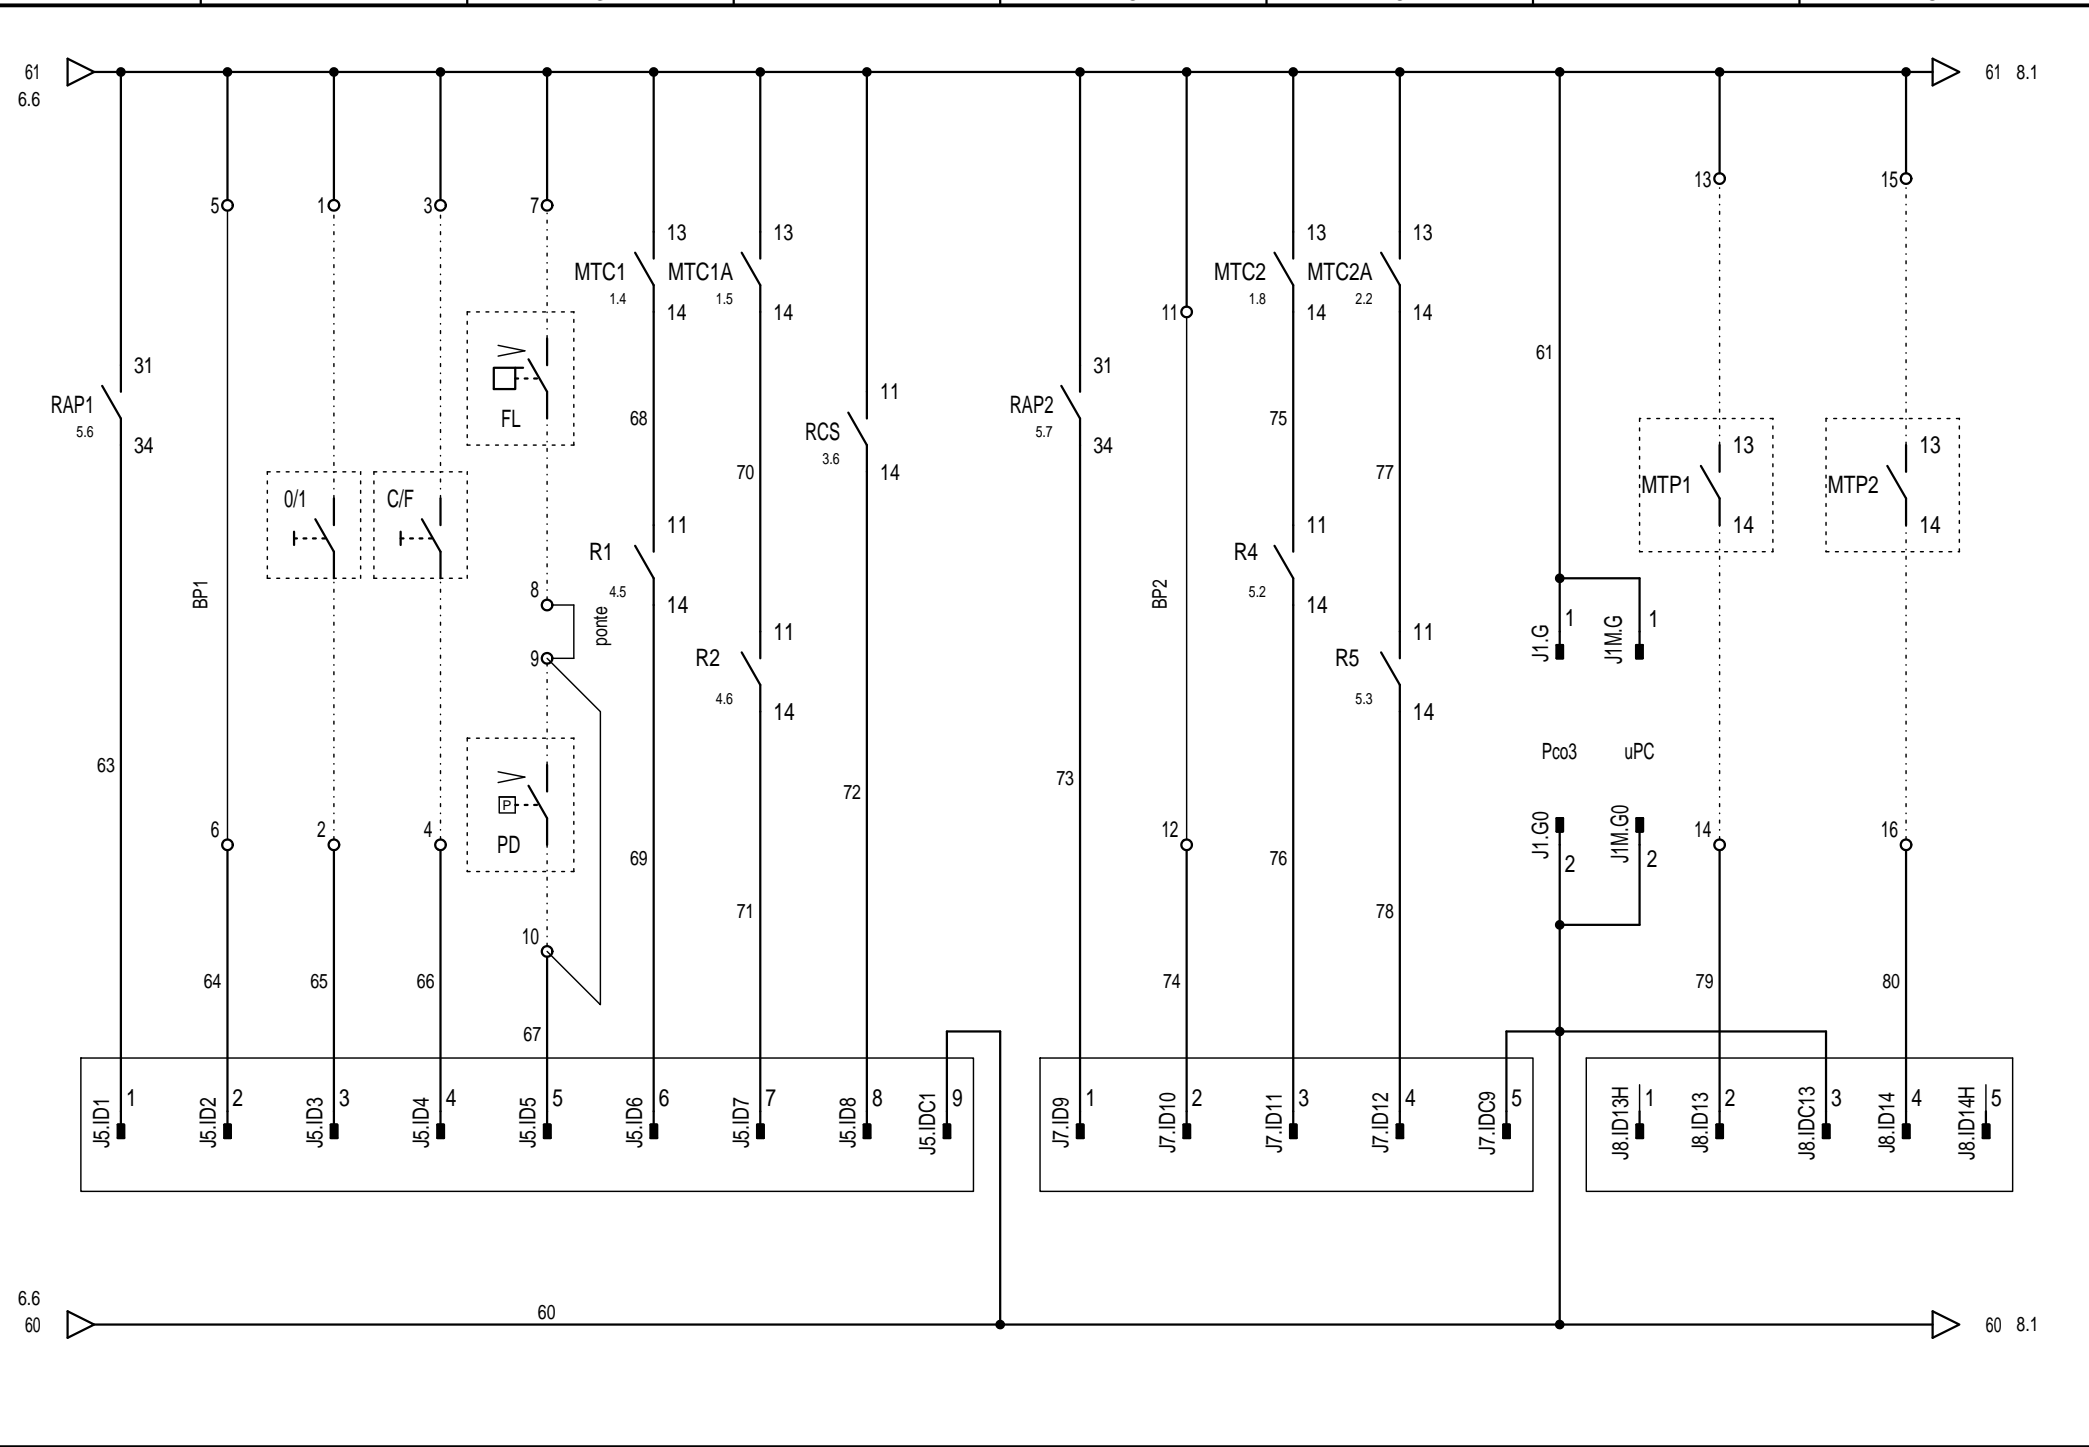 61 61 8.1
6.6
5 1 3 7 13 15
13 13 13 13
MTC1 MTC1A MTC2 MTC2A
1.4 1.5 1.8 2.2
14 14 11 14 14
61
31 31
RAP1 FL 68 RCS 11 RAP2 75
5.6 3.6 5.7
34 70 14 34 77 13 13
0/1 C/F MTP1 MTP2
11 11 14 14
R1 R4
BP1 8 4.5 BP2 5.2
14 14
ponte 1 1
11 11 J1.G J1M.G
9 R2 R5
4.6 5.3
14 14
Pco3 uPC
63 73
72
P
6 2 4 PD 12 J1.G0 J1M.G0 14 16
69 76 2 2
71 78
10
64 65 66 74 79 80
67
1 2 3 4 5 6 7 8 9 1 2 3 4 5 1 2 3 4 5
J5.ID1 J5.ID2 J5.ID3 J5.ID4 J5.ID5 J5.ID6 J5.ID7 J5.ID8 J5.IDC1 J7.ID9 J7.ID10 J7.ID11 J7.ID12 J7.IDC9 J8.ID13H J8.ID13 J8.IDC13 J8.ID14 J8.ID14H
6.6
60 60 60 8.1